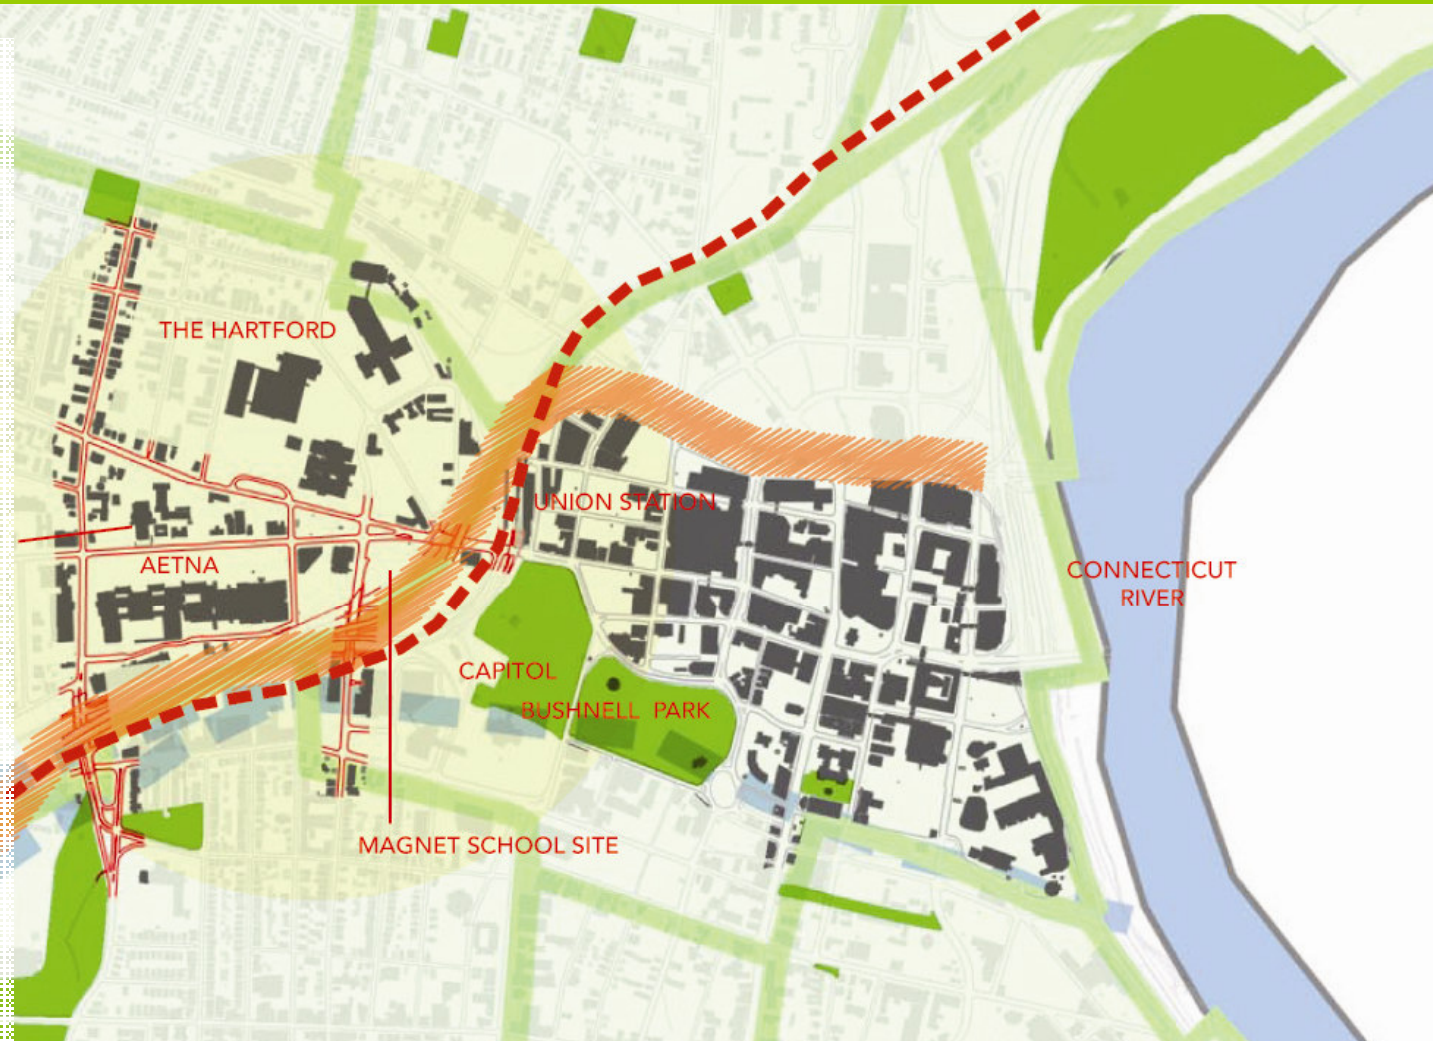 THE HARTFORD
UNION STATION
AETNA
CONNECTICUT
RIVER
CAPITOL
BUSHNELL PARK
MAGNET SCHOOL SITE